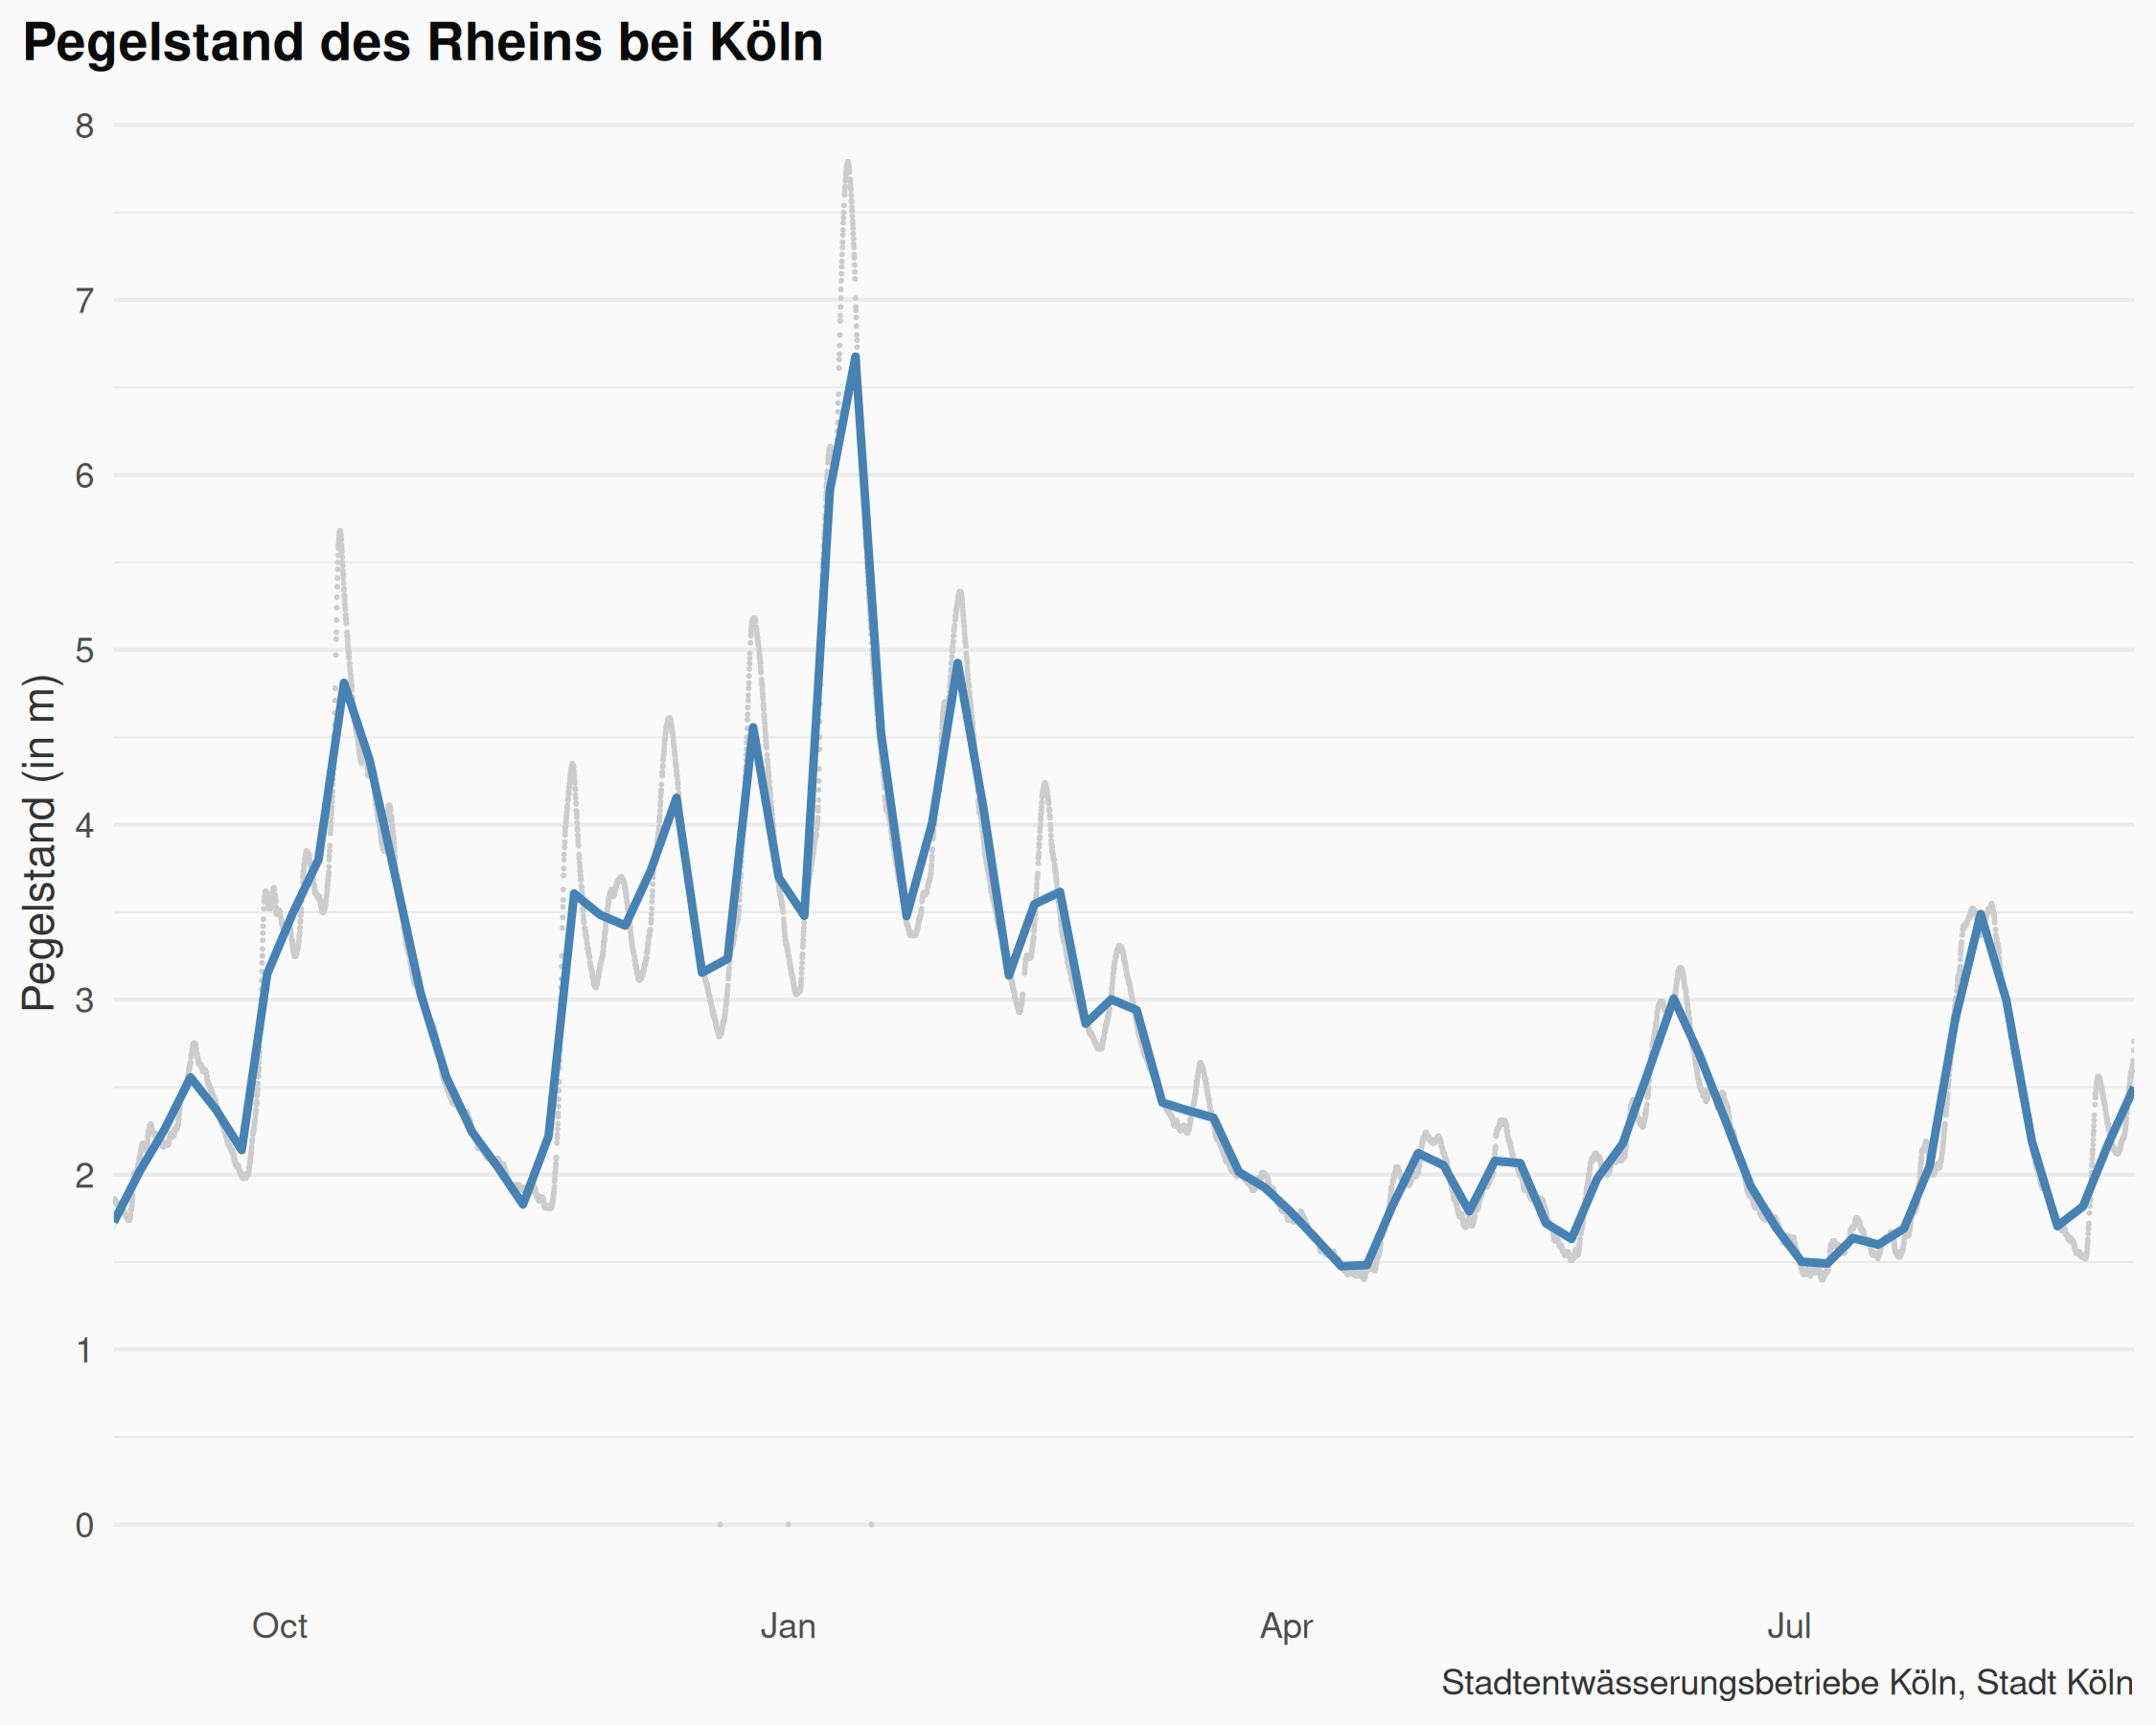 Pegelstand des Rheins bei Köln
8
7
6
5
4
3
2
1
0
Pegelstand (in m)
Oct Jan Apr Jul
Stadtentwässerungsbetriebe Köln, Stadt Köln